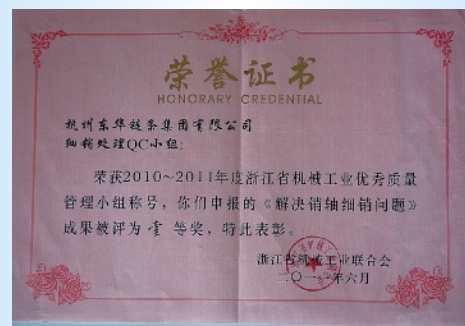 荣誉证书
HONORARY CREDENTIAL
杭州东华链条集团有限公司
细销处理QC小组:
荣获2010~2011年度浙江省机械工业优秀质量
管理小组称号,你们申报的《解决销轴细销问题》
成果被评为壹等奖,特此表彰。
浙江省机械工业联合会
二〇一一年六月